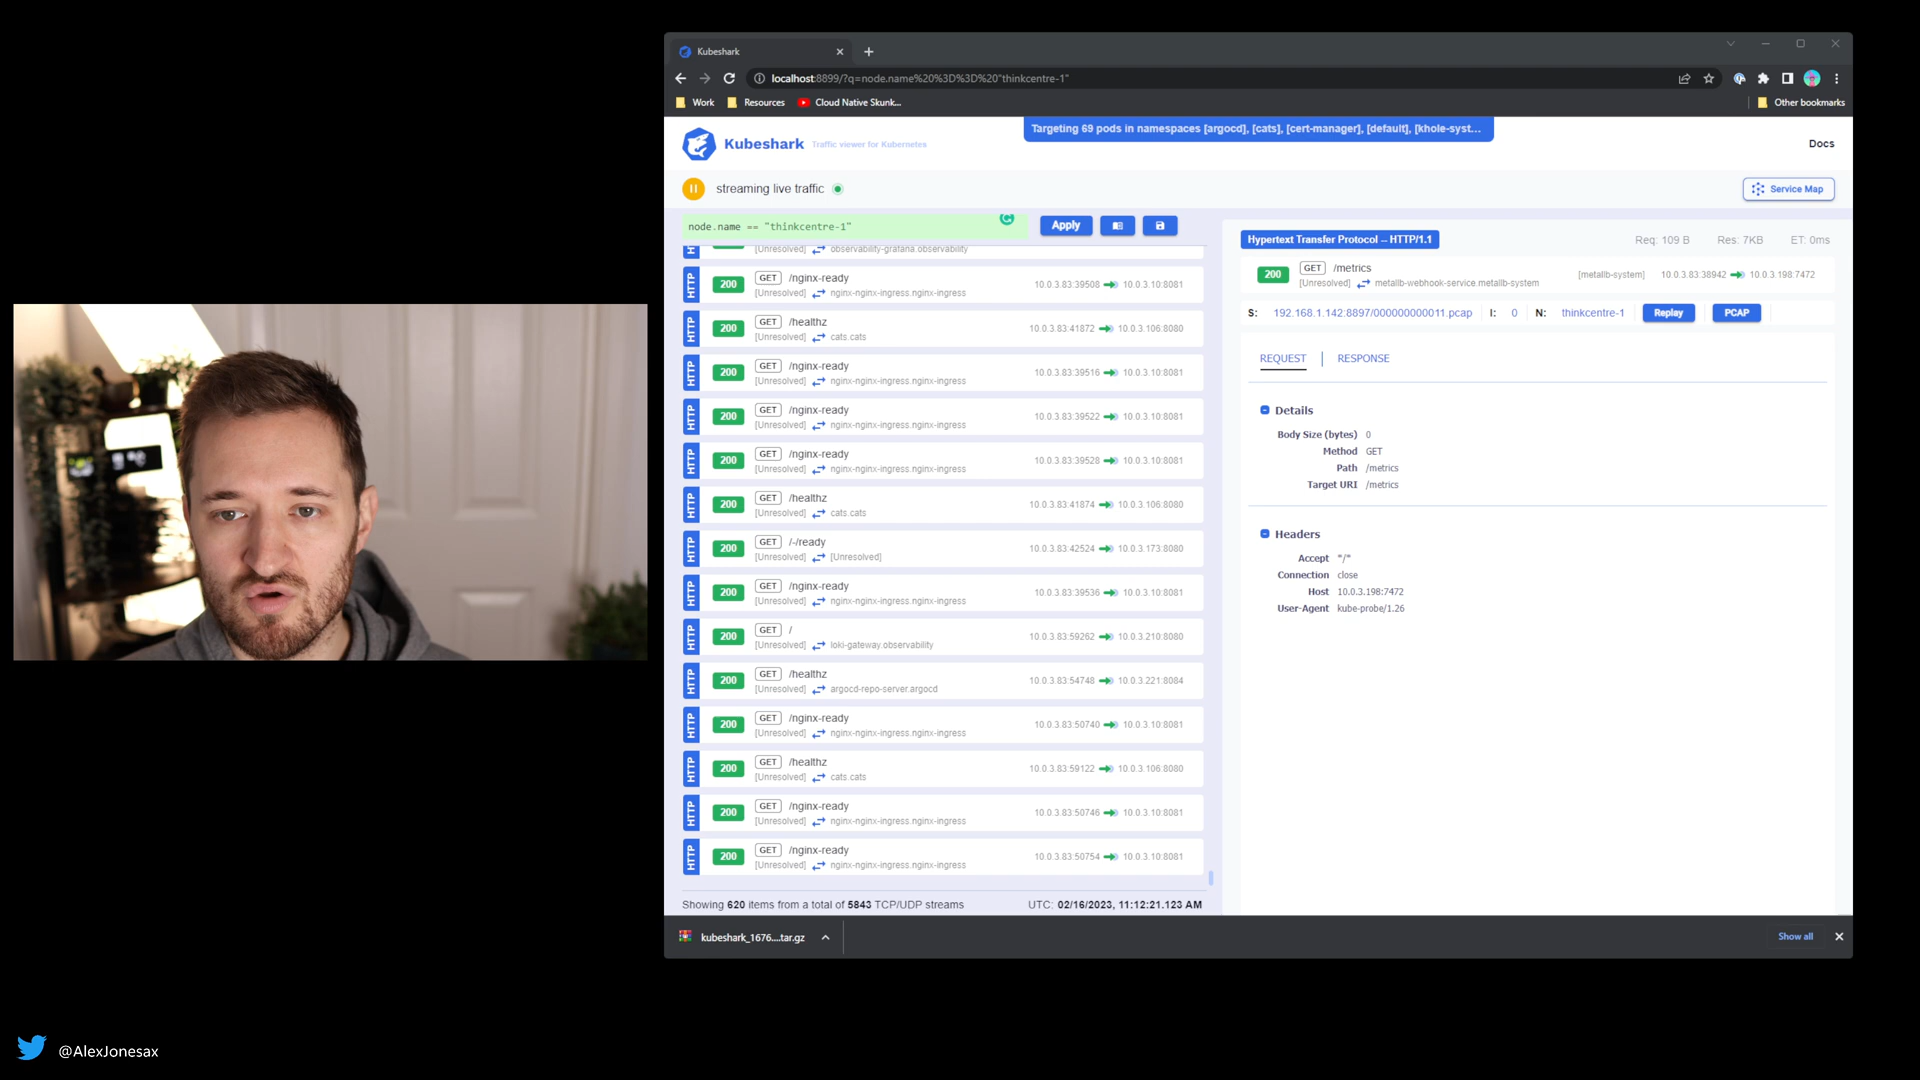 Kubeshark
localhost:8899/?q=node.name%20%3D%3D%20"thinkcentre-1"
Work
Resources
Cloud Native Skunk...
Other bookmarks
Kubeshark
Traffic viewer for Kubernetes
Targeting 69 pods in namespaces [argocd], [cats], [cert-manager], [default], [khole-syst...
Docs
streaming live traffic
Service Map
node.name == "thinkcentre-1"
Apply
[Unresolved] observability-grafana.observability
HTTP 200 GET /nginx-ready
[Unresolved] nginx-nginx-ingress.nginx-ingress
10.0.3.83:39508 10.0.3.10:8081
HTTP 200 GET /healthz
[Unresolved] cats.cats
10.0.3.83:41872 10.0.3.106:8080
HTTP 200 GET /nginx-ready
[Unresolved] nginx-nginx-ingress.nginx-ingress
10.0.3.83:39516 10.0.3.10:8081
HTTP 200 GET /nginx-ready
[Unresolved] nginx-nginx-ingress.nginx-ingress
10.0.3.83:39522 10.0.3.10:8081
HTTP 200 GET /nginx-ready
[Unresolved] nginx-nginx-ingress.nginx-ingress
10.0.3.83:39528 10.0.3.10:8081
HTTP 200 GET /healthz
[Unresolved] cats.cats
10.0.3.83:41874 10.0.3.106:8080
HTTP 200 GET /-/ready
[Unresolved] [Unresolved]
10.0.3.83:42524 10.0.3.173:8080
HTTP 200 GET /nginx-ready
[Unresolved] nginx-nginx-ingress.nginx-ingress
10.0.3.83:39536 10.0.3.10:8081
HTTP 200 GET /
[Unresolved] loki-gateway.observability
10.0.3.83:59262 10.0.3.210:8080
HTTP 200 GET /healthz
[Unresolved] argocd-repo-server.argocd
10.0.3.83:54748 10.0.3.221:8084
HTTP 200 GET /nginx-ready
[Unresolved] nginx-nginx-ingress.nginx-ingress
10.0.3.83:50740 10.0.3.10:8081
HTTP 200 GET /healthz
[Unresolved] cats.cats
10.0.3.83:59122 10.0.3.106:8080
HTTP 200 GET /nginx-ready
[Unresolved] nginx-nginx-ingress.nginx-ingress
10.0.3.83:50746 10.0.3.10:8081
HTTP 200 GET /nginx-ready
[Unresolved] nginx-nginx-ingress.nginx-ingress
10.0.3.83:50754 10.0.3.10:8081
Showing 620 items from a total of 5843 TCP/UDP streams
UTC: 02/16/2023, 11:12:21.123 AM
Hypertext Transfer Protocol -- HTTP/1.1
Req: 109 B Res: 7KB ET: 0ms
200 GET /metrics
[Unresolved] metallb-webhook-service.metallb-system
[metallb-system] 10.0.3.83:38942 10.0.3.198:7472
S: 192.168.1.142:8897/000000000011.pcap I: 0 N: thinkcentre-1 Replay PCAP
REQUEST | RESPONSE
Details
Body Size (bytes) 0
Method GET
Path /metrics
Target URI /metrics
Headers
Accept "*/*"
Connection close
Host 10.0.3.198:7472
User-Agent kube-probe/1.26
kubeshark_1676....tar.gz
Show all
@AlexJonesax